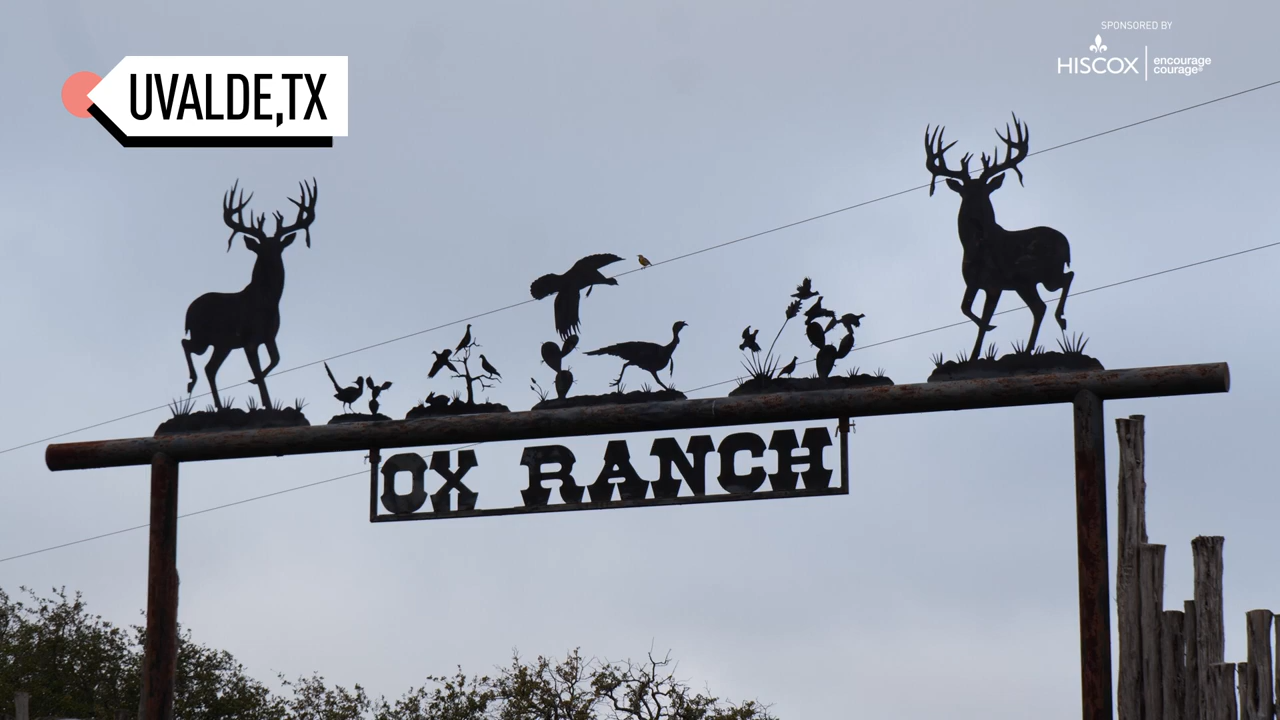 SPONSORED BY
HISCOX
encourage
courage®
UVALDE,TX
OX RANCH